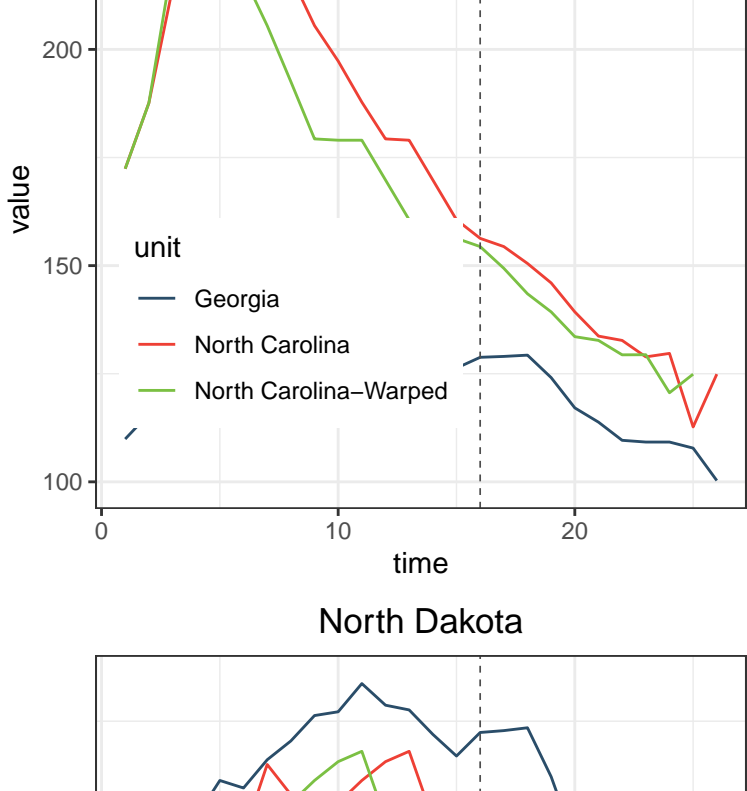 200
value
unit
150
Georgia
North Carolina
North Carolina−Warped
100
0 10 20
time
North Dakota